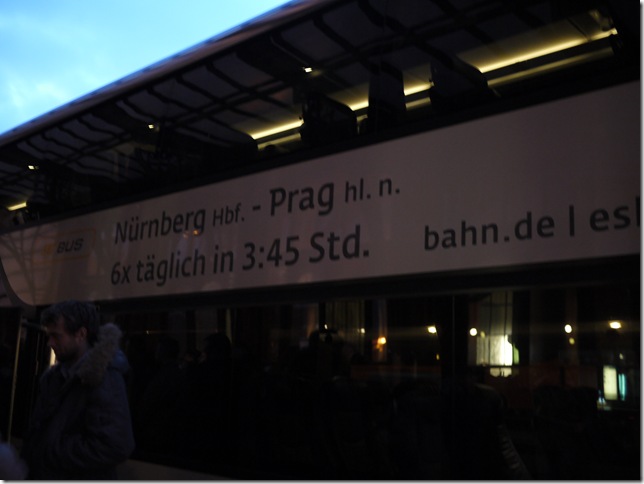 BUS
Nürnberg Hbf. - Prag hl. n.
6x täglich in 3:45 Std.
bahn.de | esl